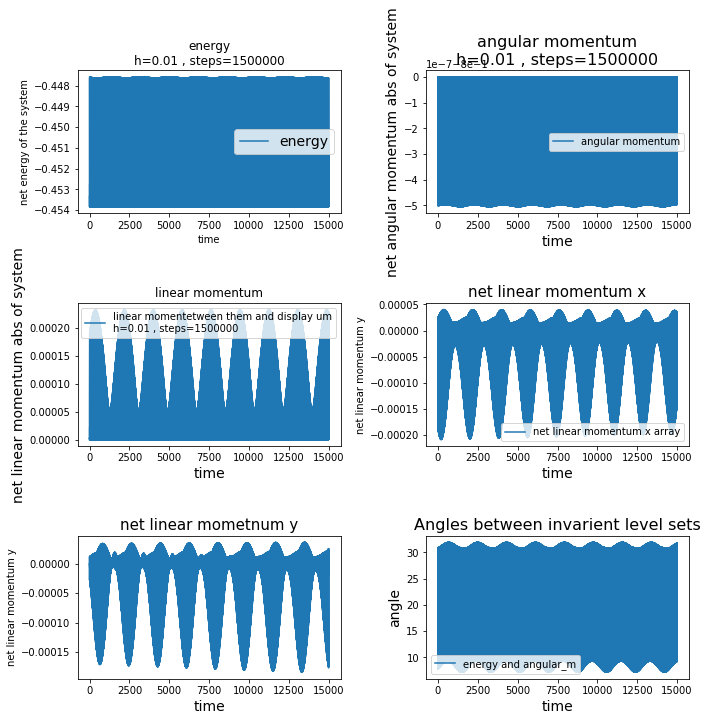 energy
h=0.01 , steps=1500000
net energy of the system
−0.448
−0.449
−0.450
−0.451
−0.452
−0.453
−0.454
energy
0 2500 5000 7500 10000 12500 15000
time
angular momentum
h=0.01 , steps=1500000
net angular momentum abs of system
0
−1
−2
−3
−4
−5
angular momentum
0 2500 5000 7500 10000 12500 15000
time
linear momentum
net linear momentum abs of system
0.00020
0.00015
0.00010
0.00005
0.00000
h=0.01 , steps=1500000
0 2500 5000 7500 10000 12500 15000
time
net linear momentum x
net linear momentum y
0.00005
0.00000
−0.00005
−0.00010
−0.00015
−0.00020
net linear momentum x array
0 2500 5000 7500 10000 12500 15000
time
net linear mometnum y
net linear momentum y
0.00000
−0.00005
−0.00010
−0.00015
0 2500 5000 7500 10000 12500 15000
time
Angles between invarient level sets
angle
30
25
20
15
10
energy and angular_m
0 2500 5000 7500 10000 12500 15000
time